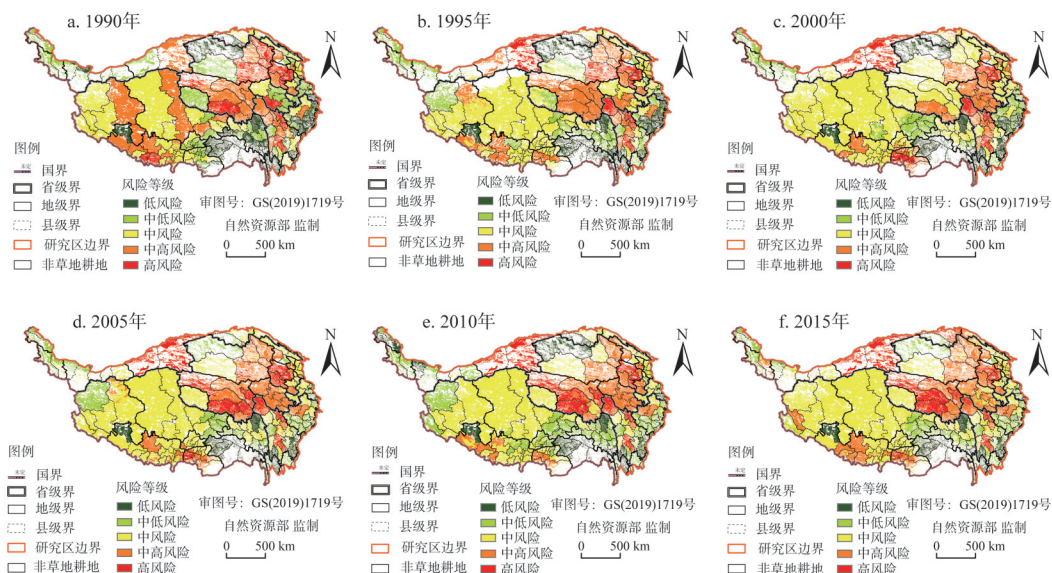 a. 1990年
N
图例
未定
国界
省级界
地级界
县级界
研究区边界
非草地耕地
风险等级
低风险
中低风险
中风险
中高风险
高风险
审图号：GS(2019)1719号
自然资源部 监制
0 500 km
b. 1995年
N
图例
未定
国界
省级界
地级界
县级界
研究区边界
非草地耕地
风险等级
低风险
中低风险
中风险
中高风险
高风险
审图号：GS(2019)1719号
自然资源部 监制
0 500 km
c. 2000年
N
图例
未定
国界
省级界
地级界
县级界
研究区边界
非草地耕地
风险等级
低风险
中低风险
中风险
中高风险
高风险
审图号：GS(2019)1719号
自然资源部 监制
0 500 km
d. 2005年
N
图例
未定
国界
省级界
地级界
县级界
研究区边界
非草地耕地
风险等级
低风险
中低风险
中风险
中高风险
高风险
审图号：GS(2019)1719号
自然资源部 监制
0 500 km
e. 2010年
N
图例
未定
国界
省级界
地级界
县级界
研究区边界
非草地耕地
风险等级
低风险
中低风险
中风险
中高风险
高风险
审图号：GS(2019)1719号
自然资源部 监制
0 500 km
f. 2015年
N
图例
未定
国界
省级界
地级界
县级界
研究区边界
非草地耕地
风险等级
低风险
中低风险
中风险
中高风险
高风险
审图号：GS(2019)1719号
自然资源部 监制
0 500 km